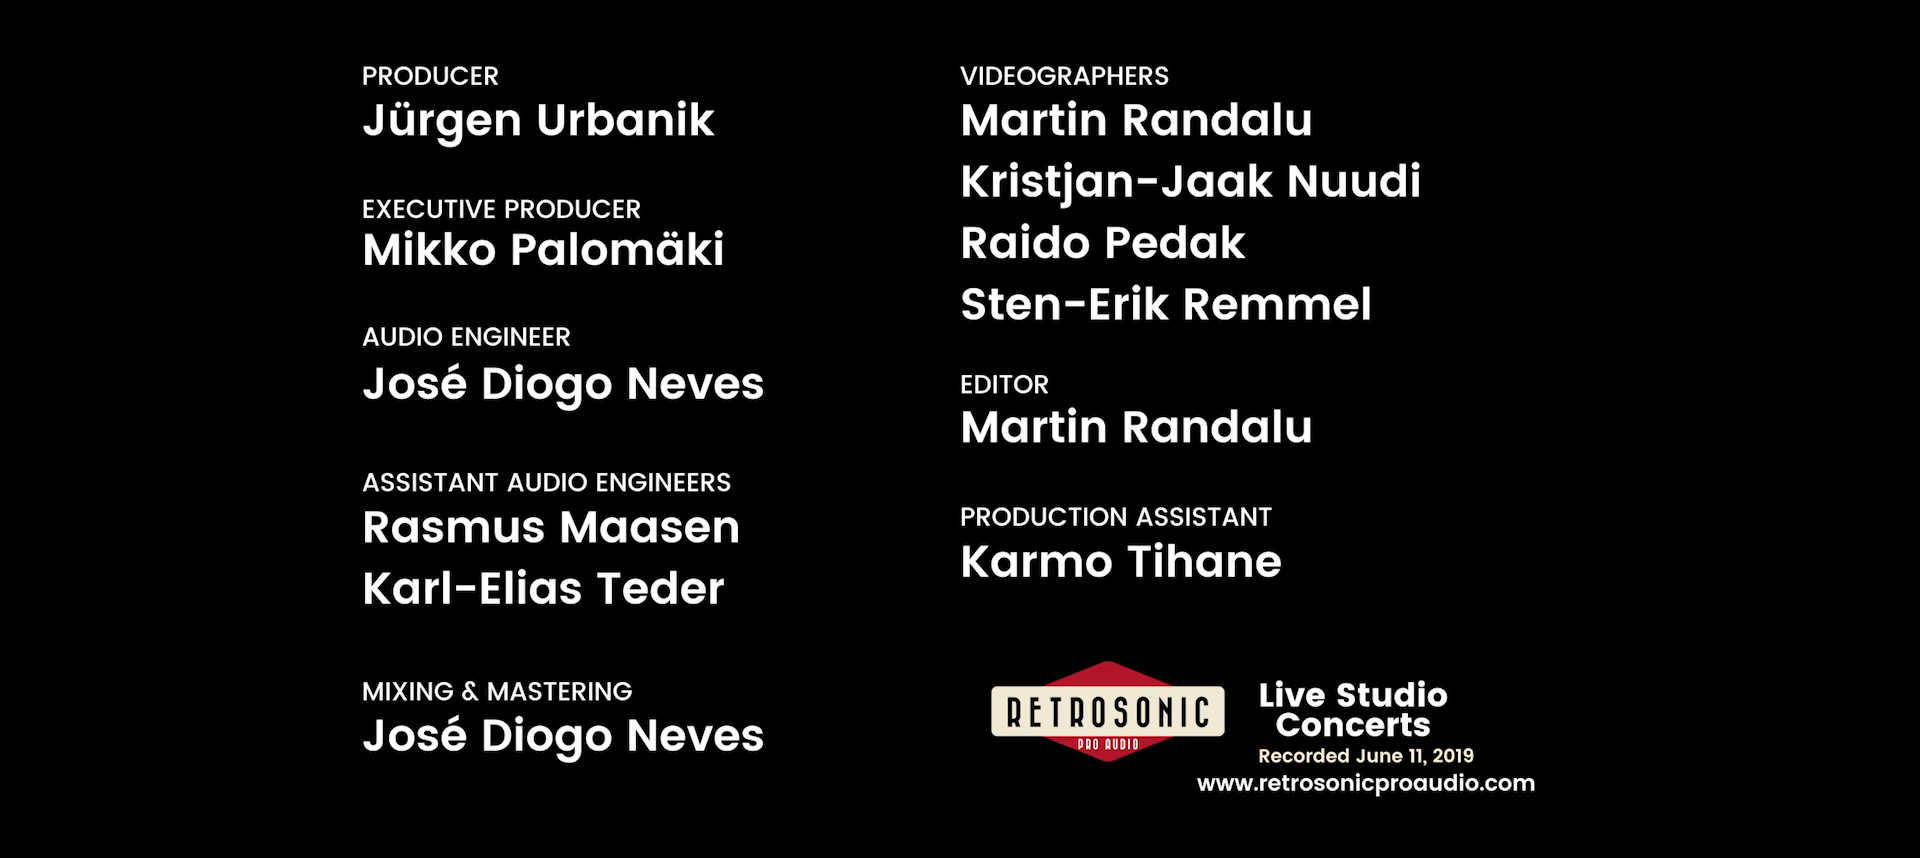 PRODUCER
Jürgen Urbanik
EXECUTIVE PRODUCER
Mikko Palomäki
AUDIO ENGINEER
José Diogo Neves
ASSISTANT AUDIO ENGINEERS
Rasmus Maasen
Karl-Elias Teder
MIXING & MASTERING
José Diogo Neves
VIDEOGRAPHERS
Martin Randalu
Kristjan-Jaak Nuudi
Raido Pedak
Sten-Erik Remmel
EDITOR
Martin Randalu
PRODUCTION ASSISTANT
Karmo Tihane
RETROSONIC
PRO AUDIO
Live Studio
Concerts
Recorded June 11, 2019
www.retrosonicproaudio.com